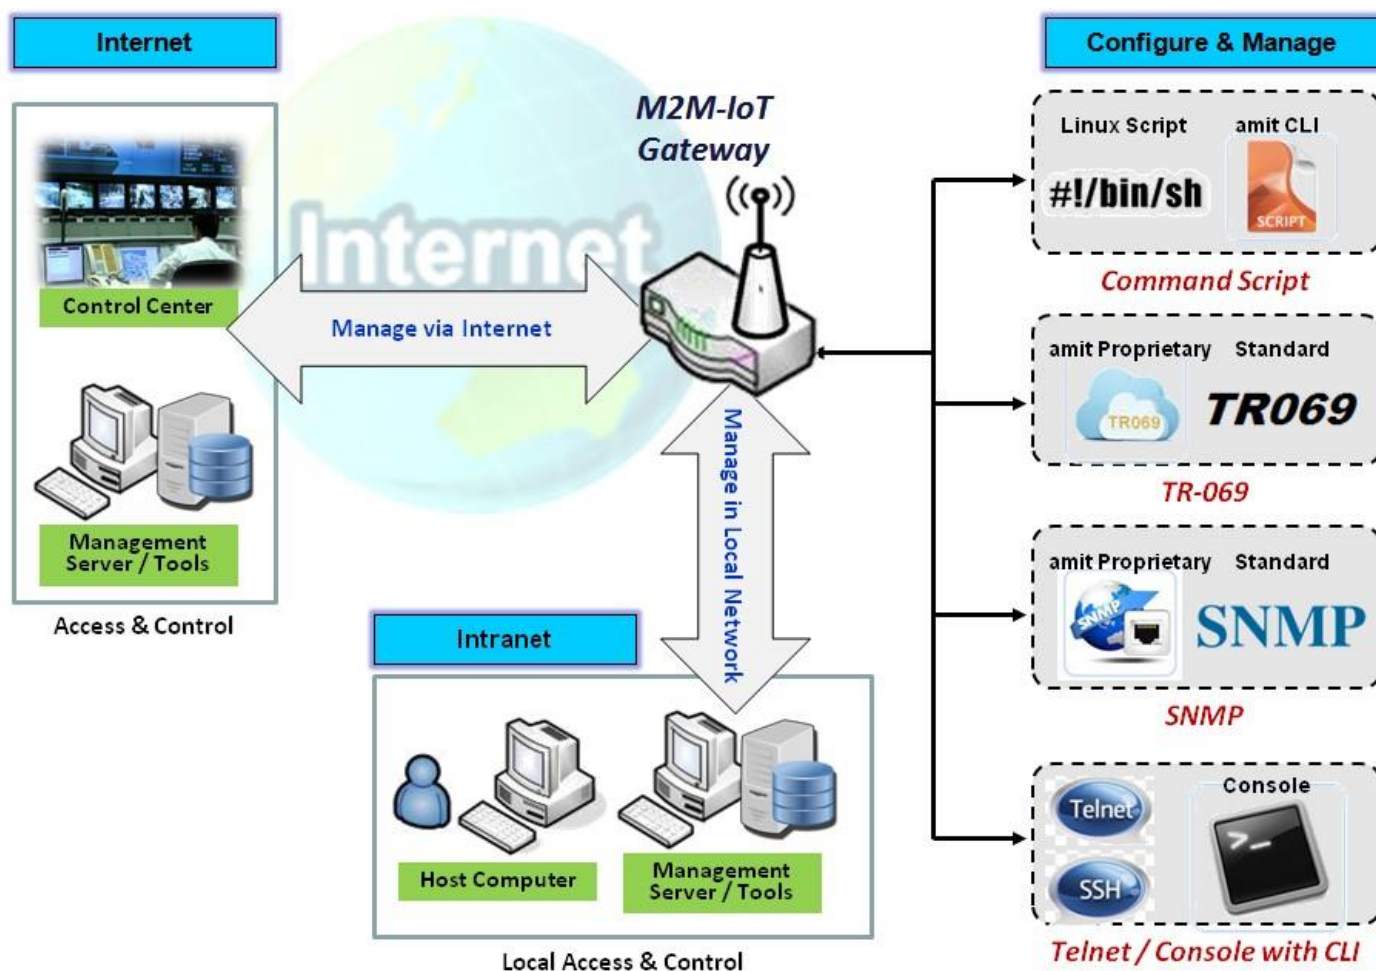 Internet
Control Center
Management
Server / Tools
Access & Control
M2M-IoT
Gateway
Internet
Manage via Internet
Manage in Local Network
Intranet
Host Computer
Management
Server / Tools
Local Access & Control
Configure & Manage
Linux Script amit CLI
#!/bin/sh
SCRIPT
Command Script
amit Proprietary Standard
TR069
TR069
TR-069
amit Proprietary Standard
SNMP
SNMP
SNMP
Telnet
Console
>_
SSH
Telnet / Console with CLI